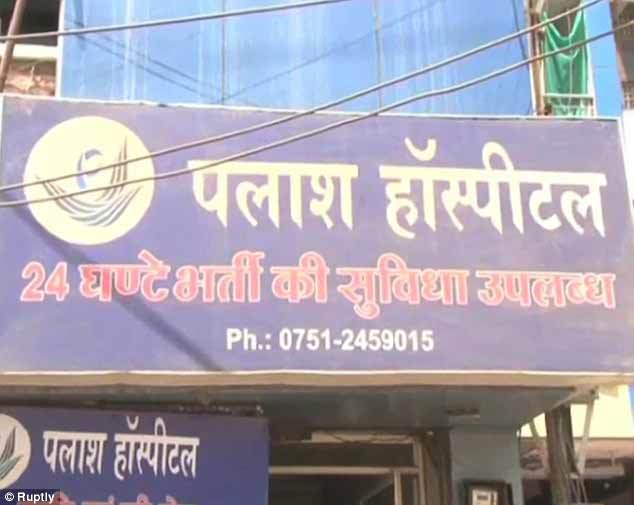 पलाश हॉस्पीटल
24 घण्टे भर्ती की सुविधा उपलब्ध
Ph.: 0751-2459015
पलाश हॉस्पीटल
© Ruptly